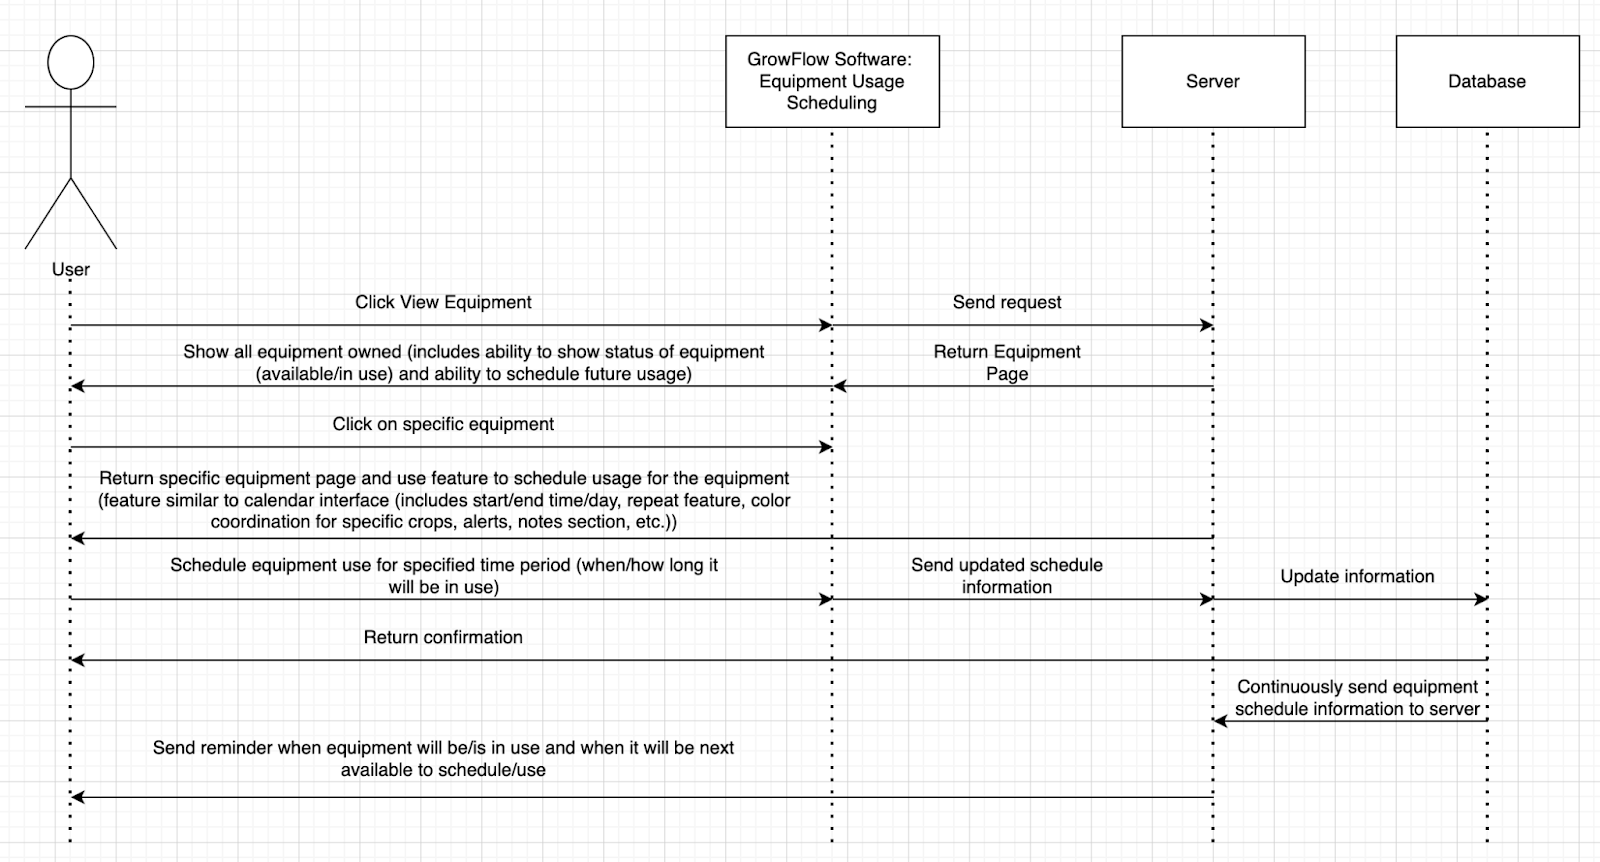 GrowFlow Software:
Equipment Usage
Scheduling
Server
Database
User
Click View Equipment
Send request
Show all equipment owned (includes ability to show status of equipment
(available/in use) and ability to schedule future usage)
Return Equipment
Page
Click on specific equipment
Return specific equipment page and use feature to schedule usage for the equipment
(feature similar to calendar interface (includes start/end time/day, repeat feature, color
coordination for specific crops, alerts, notes section, etc.))
Schedule equipment use for specified time period (when/how long it
will be in use)
Send updated schedule
information
Update information
Return confirmation
Continuously send equipment
schedule information to server
Send reminder when equipment will be/is in use and when it will be next
available to schedule/use